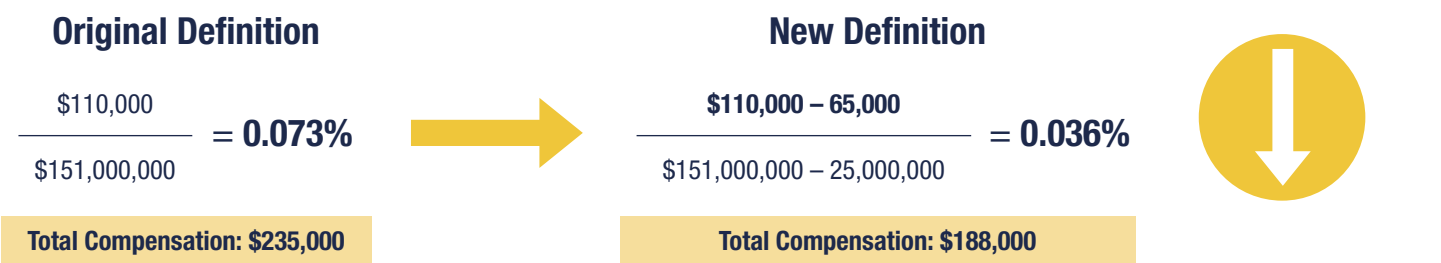 Original Definition
$110,000
$151,000,000
= 0.073%
Total Compensation: $235,000
New Definition
$110,000 – 65,000
$151,000,000 – 25,000,000
= 0.036%
Total Compensation: $188,000